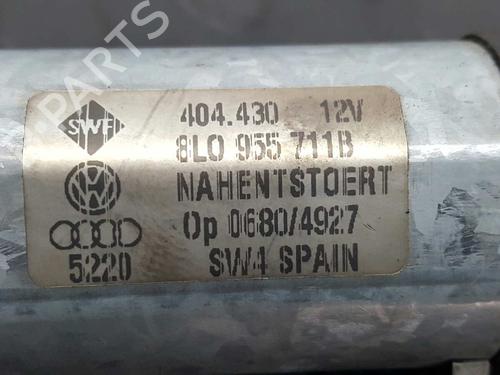 SWF 404.430 12V
8L0 955 711B
NAHENTSTOERT
Op 0680/4927
5220 SW4 SPAIN
B-PARTS